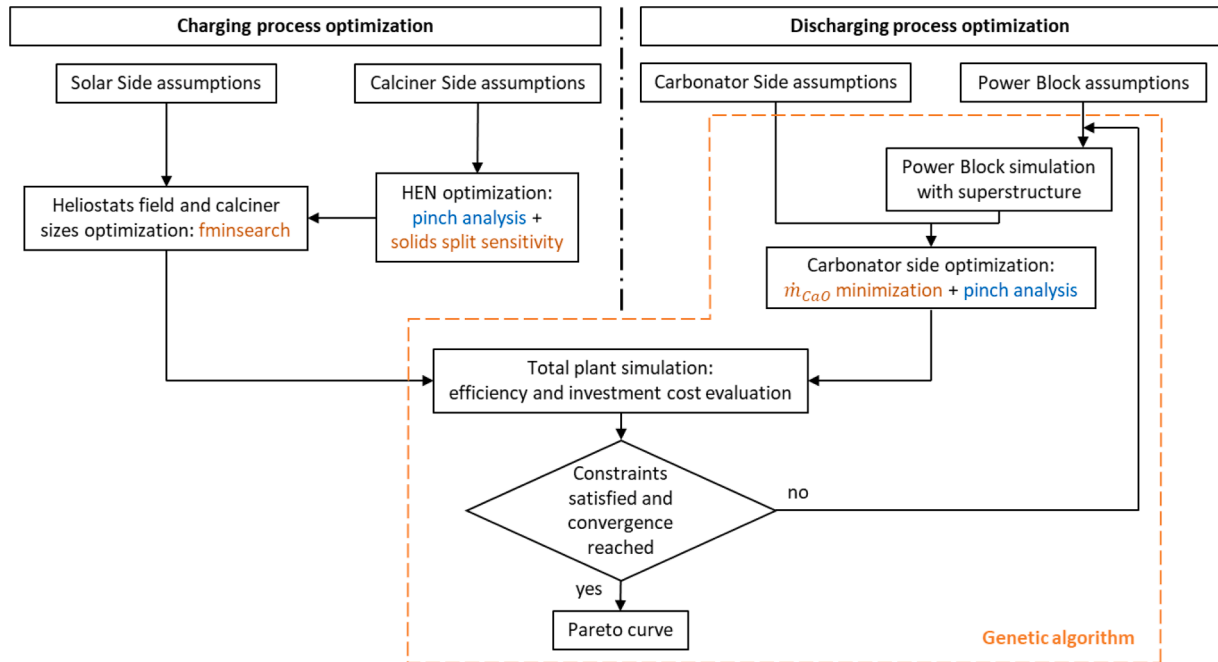 Charging process optimization
Discharging process optimization
Solar Side assumptions
Calciner Side assumptions
Carbonator Side assumptions
Power Block assumptions
Power Block simulation
with superstructure
HEN optimization:
pinch analysis +
solids split sensitivity
Heliostats field and calciner
sizes optimization: fminsearch
Carbonator side optimization:
ṁ_CaO minimization + pinch analysis
Total plant simulation:
efficiency and investment cost evaluation
Constraints
satisfied and
convergence
reached
no
yes
Pareto curve
Genetic algorithm